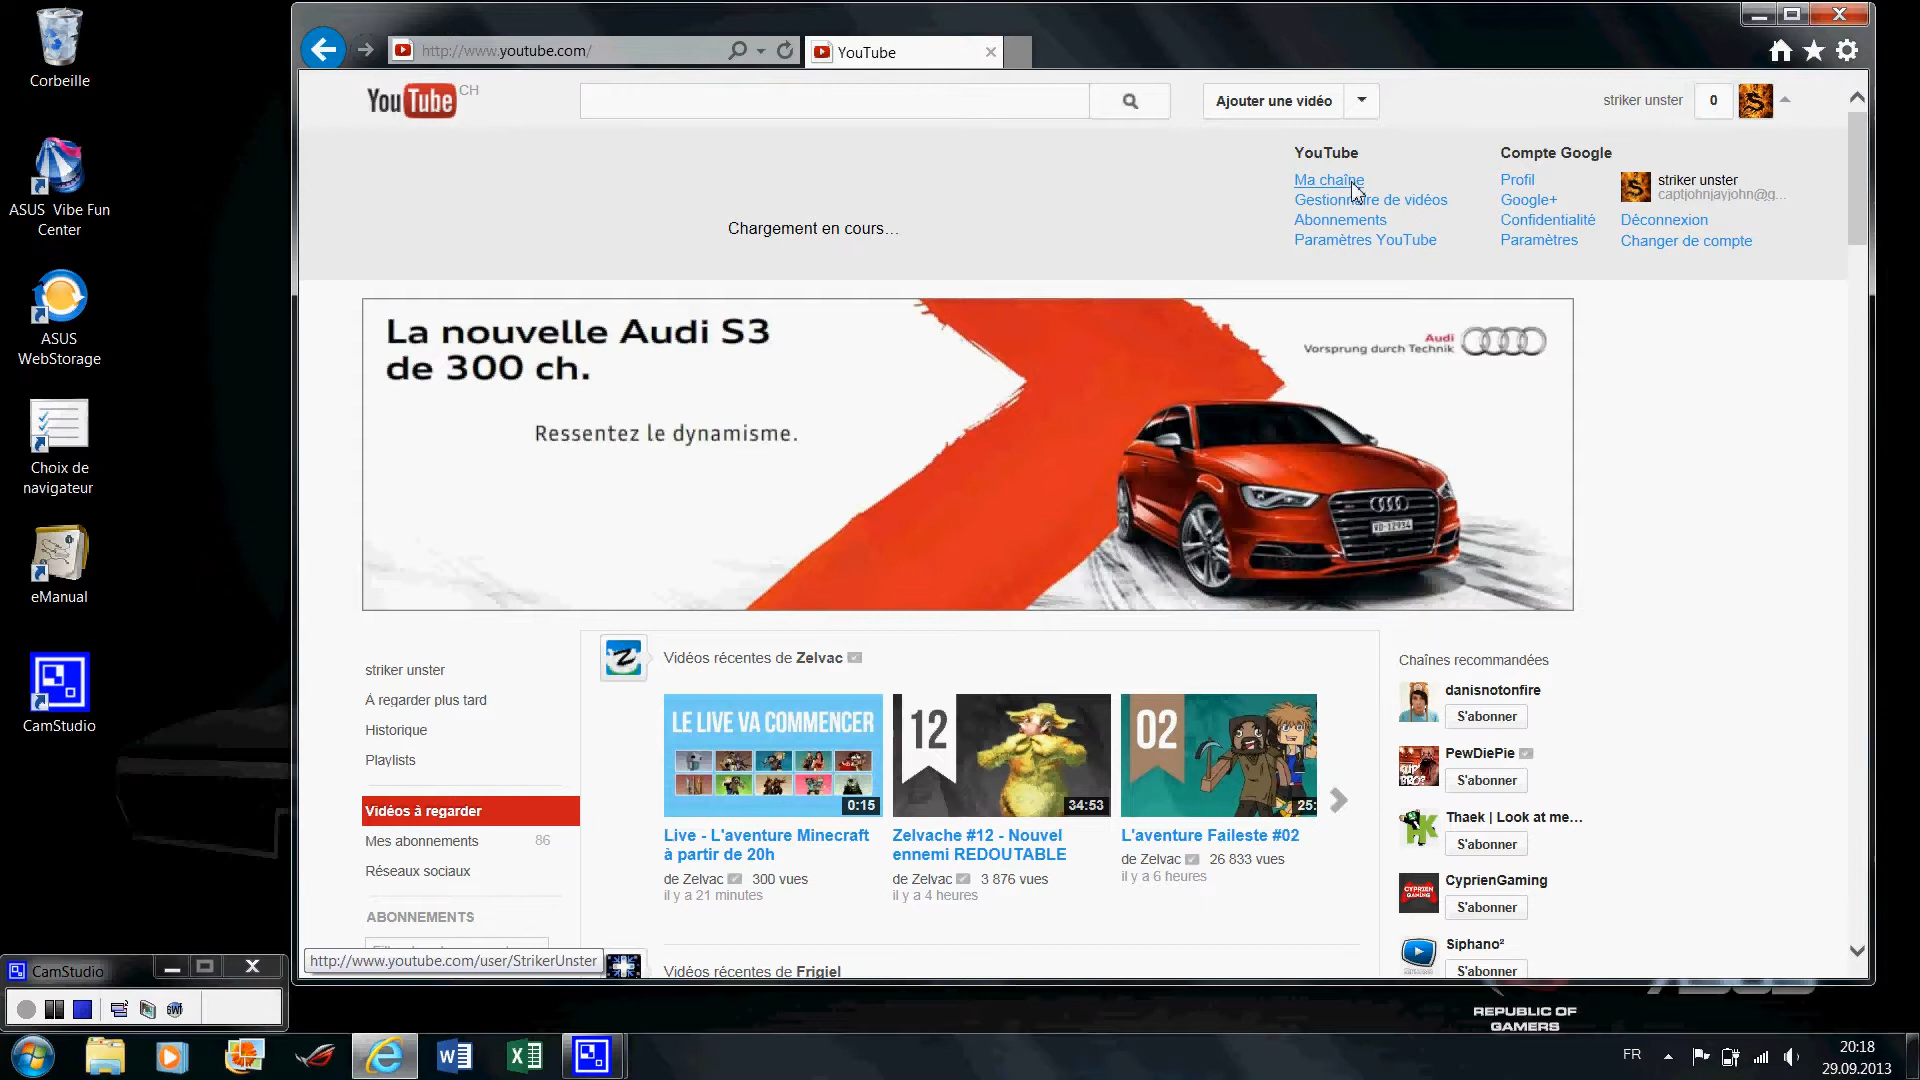 Corbeille
ASUS Vibe Fun
Center
ASUS
WebStorage
Choix de
navigateur
eManual
CamStudio
http://www.youtube.com/
YouTube
YouTube CH
Ajouter une vidéo
striker unster
0
YouTube
Ma chaîne
Gestionnaire de vidéos
Abonnements
Paramètres YouTube
Compte Google
Profil
Google+
Confidentialité
Paramètres
striker unster
captjohnjayjohn@g...
Déconnexion
Changer de compte
Chargement en cours...
La nouvelle Audi S3
de 300 ch.
Ressentez le dynamisme.
Audi
Vorsprung durch Technik
VD·12934
striker unster
À regarder plus tard
Historique
Playlists
Vidéos à regarder
Mes abonnements 86
Réseaux sociaux
ABONNEMENTS
Vidéos récentes de Zelvac
LE LIVE VA COMMENCER
0:15
12
34:53
02
25:
Live - L'aventure Minecraft
à partir de 20h
de Zelvac 300 vues
il y a 21 minutes
Zelvache #12 - Nouvel
ennemi REDOUTABLE
de Zelvac 3 876 vues
il y a 4 heures
L'aventure Faileste #02
de Zelvac 26 833 vues
il y a 6 heures
Vidéos récentes de Frigiel
Chaînes recommandées
danisnotonfire
S'abonner
PewDiePie
S'abonner
BRO?
Thaek | Look at me...
S'abonner
CyprienGaming
S'abonner
CYPRIEN
GAMING
Siphano²
S'abonner
http://www.youtube.com/user/StrikerUnster
CamStudio
REPUBLIC OF
GAMERS
FR
20:18
29.09.2013